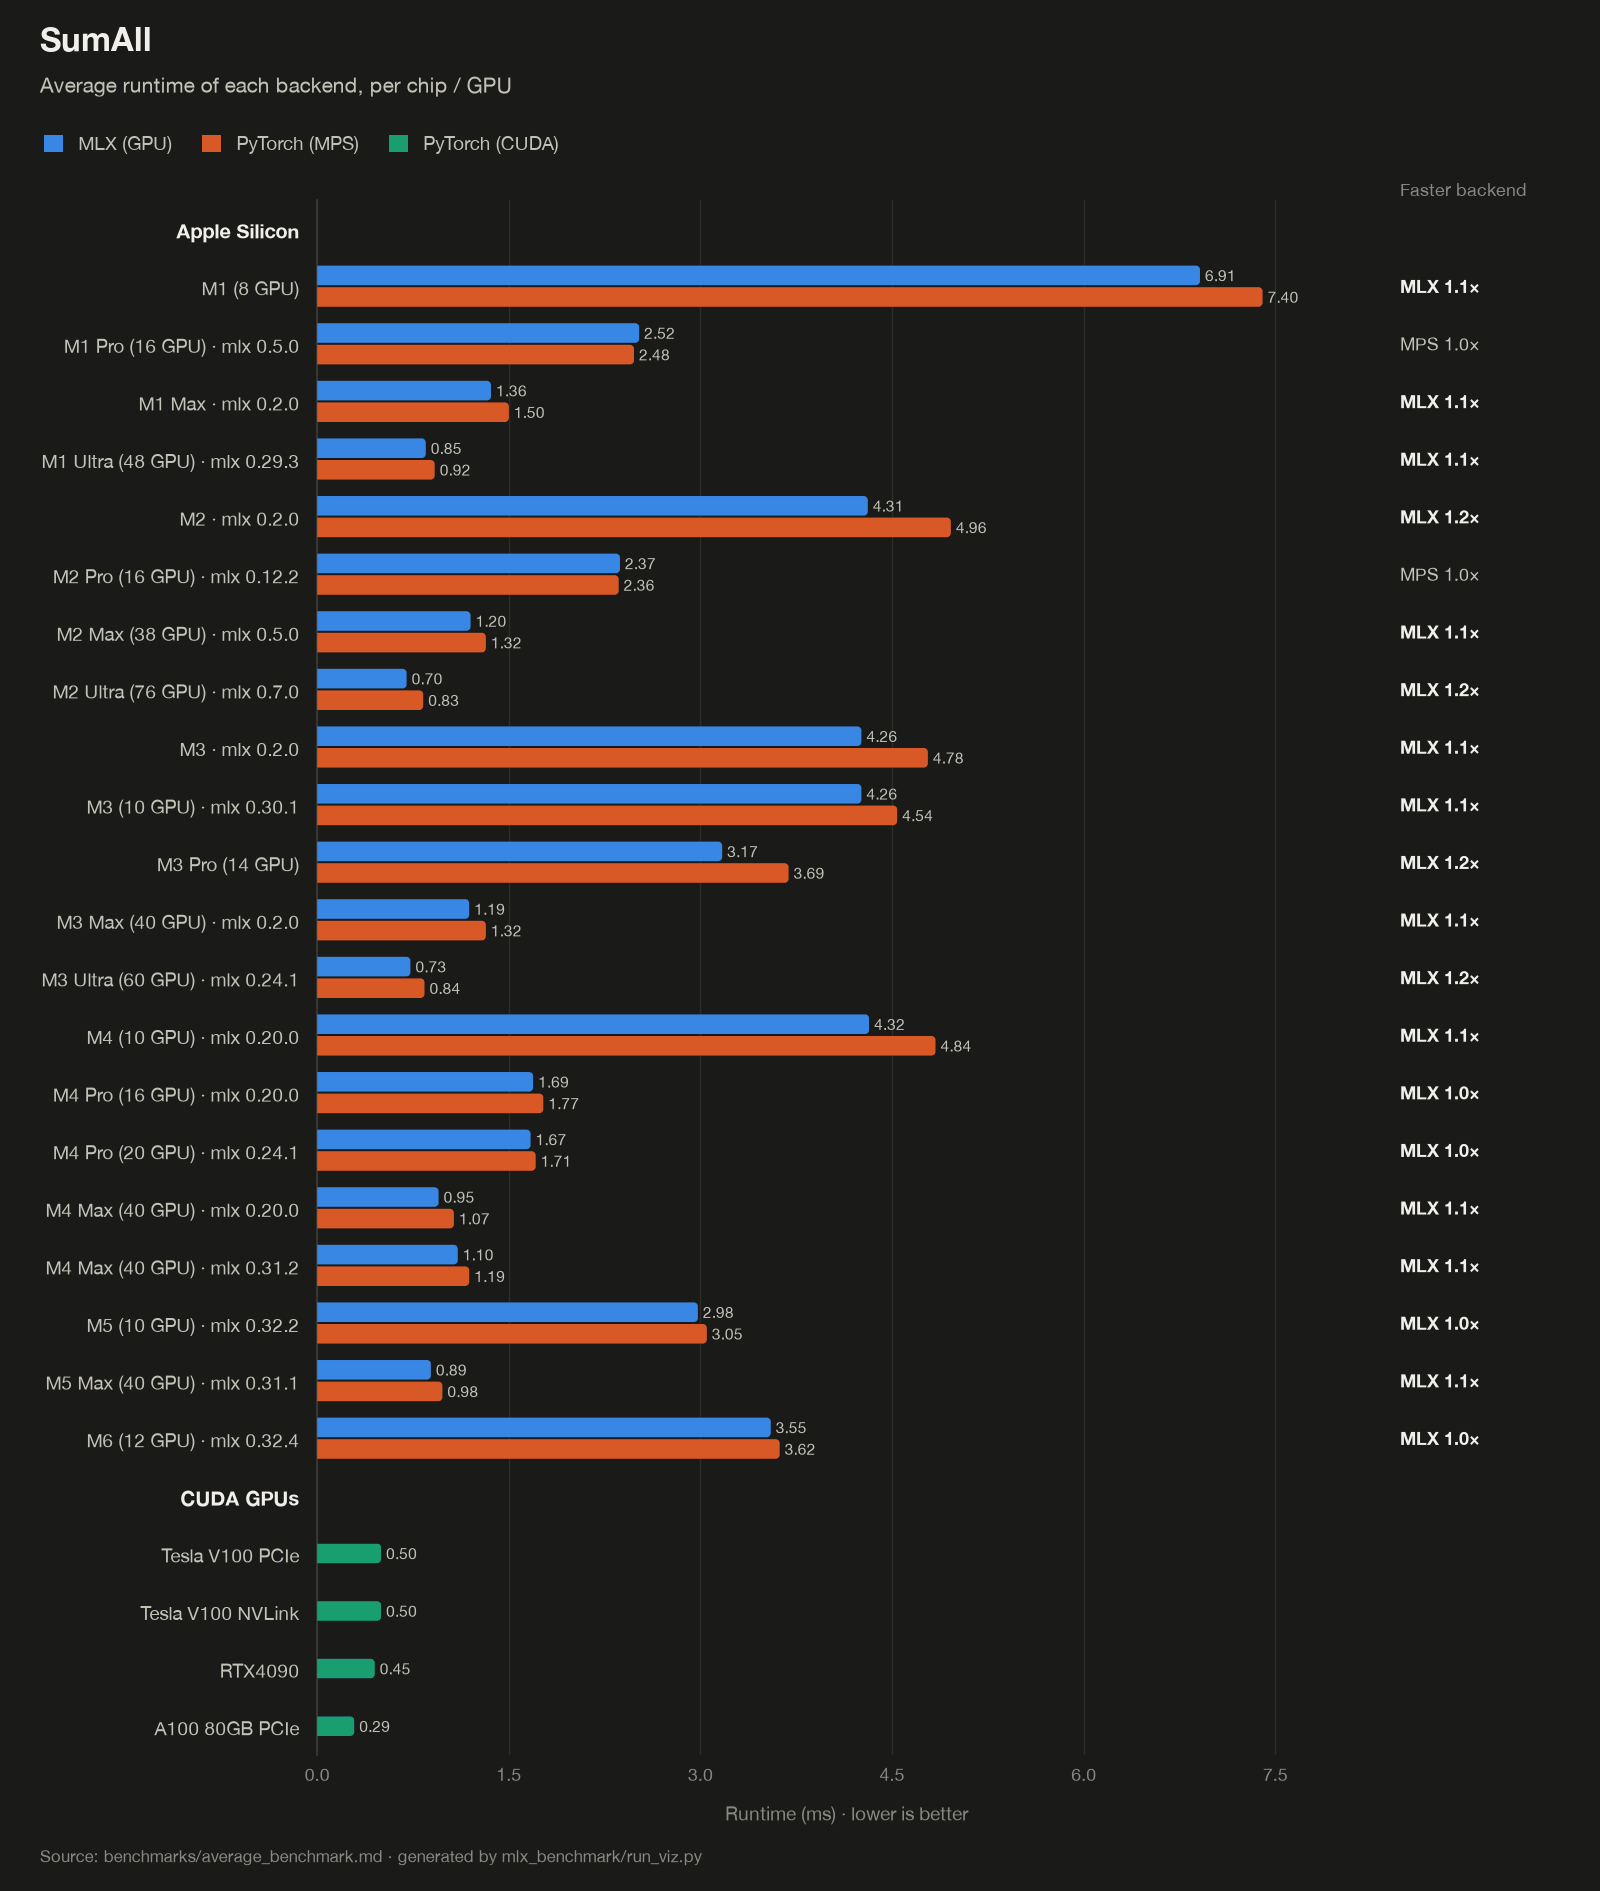 SumAll
Average runtime of each backend, per chip / GPU
MLX (GPU) PyTorch (MPS) PyTorch (CUDA)
Faster backend
Apple Silicon
M1 (8 GPU) 6.91 7.40 MLX 1.1×
M1 Pro (16 GPU) · mlx 0.5.0 2.52 2.48 MPS 1.0×
M1 Max · mlx 0.2.0 1.36 1.50 MLX 1.1×
M1 Ultra (48 GPU) · mlx 0.29.3 0.85 0.92 MLX 1.1×
M2 · mlx 0.2.0 4.31 4.96 MLX 1.2×
M2 Pro (16 GPU) · mlx 0.12.2 2.37 2.36 MPS 1.0×
M2 Max (38 GPU) · mlx 0.5.0 1.20 1.32 MLX 1.1×
M2 Ultra (76 GPU) · mlx 0.7.0 0.70 0.83 MLX 1.2×
M3 · mlx 0.2.0 4.26 4.78 MLX 1.1×
M3 (10 GPU) · mlx 0.30.1 4.26 4.54 MLX 1.1×
M3 Pro (14 GPU) 3.17 3.69 MLX 1.2×
M3 Max (40 GPU) · mlx 0.2.0 1.19 1.32 MLX 1.1×
M3 Ultra (60 GPU) · mlx 0.24.1 0.73 0.84 MLX 1.2×
M4 (10 GPU) · mlx 0.20.0 4.32 4.84 MLX 1.1×
M4 Pro (16 GPU) · mlx 0.20.0 1.69 1.77 MLX 1.0×
M4 Pro (20 GPU) · mlx 0.24.1 1.67 1.71 MLX 1.0×
M4 Max (40 GPU) · mlx 0.20.0 0.95 1.07 MLX 1.1×
M4 Max (40 GPU) · mlx 0.31.2 1.10 1.19 MLX 1.1×
M5 (10 GPU) · mlx 0.32.2 2.98 3.05 MLX 1.0×
M5 Max (40 GPU) · mlx 0.31.1 0.89 0.98 MLX 1.1×
M6 (12 GPU) · mlx 0.32.4 3.55 3.62 MLX 1.0×
CUDA GPUs
Tesla V100 PCIe 0.50
Tesla V100 NVLink 0.50
RTX4090 0.45
A100 80GB PCIe 0.29
0.0 1.5 3.0 4.5 6.0 7.5
Runtime (ms) · lower is better
Source: benchmarks/average_benchmark.md · generated by mlx_benchmark/run_viz.py